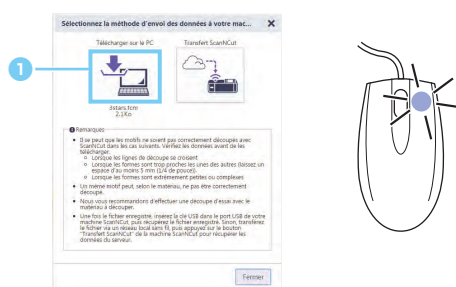 Sélectionnez la méthode d'envoi des données à votre mac...
Télécharger sur le PC
Transfert ScanNCut
1
3stars.fcm
2.1Ko
Remarques
Il se peut que les motifs ne soient pas correctement découpés avec
ScanNCut dans les cas suivants. Vérifiez les données avant de les
télécharger.
Lorsque les lignes de découpe se croisent
Lorsque les formes sont trop proches les unes des autres (laissez un
espace d'au moins 5 mm (1/4 de pouce)).
Lorsque les formes sont extrêmement petites ou complexes
Un même motif peut, selon le matériau, ne pas être correctement
découpé.
Nous vous recommandons d'effectuer une découpe d'essai avec le
matériau à découper.
Une fois le fichier enregistré, insérez la clé USB dans le port USB de votre
machine ScanNCut, puis récupérez le fichier enregistré. Sinon, transférez
le fichier via un réseau local sans fil, puis appuyez sur le bouton
"Transfert ScanNCut" de la machine ScanNCut pour récupérer les
données du serveur.
Fermer